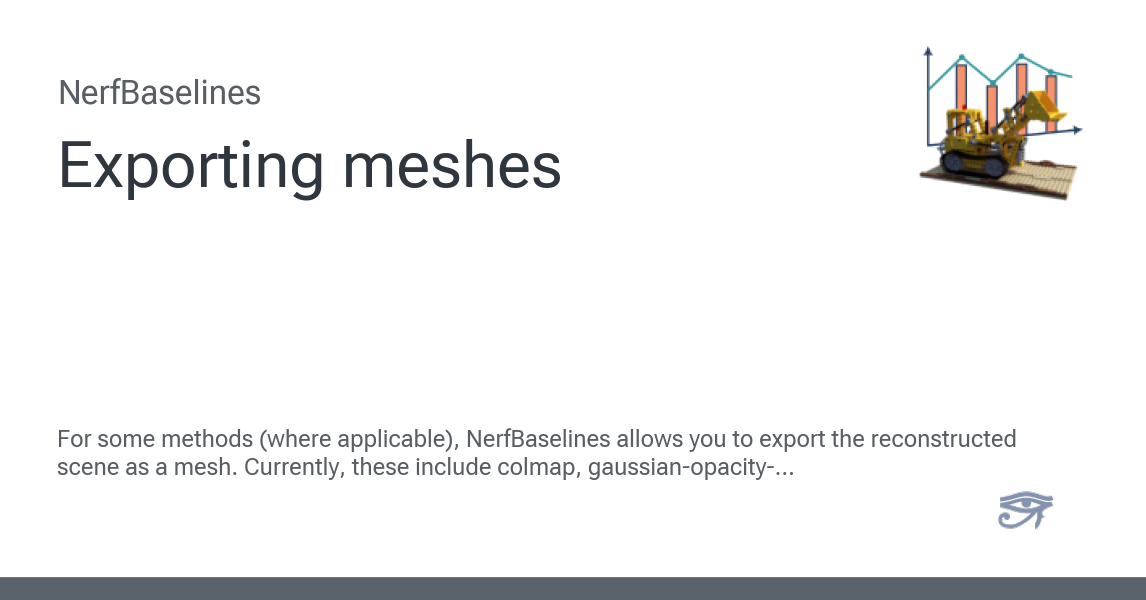 NerfBaselines
Exporting meshes
For some methods (where applicable), NerfBaselines allows you to export the reconstructed
scene as a mesh. Currently, these include colmap, gaussian-opacity-...